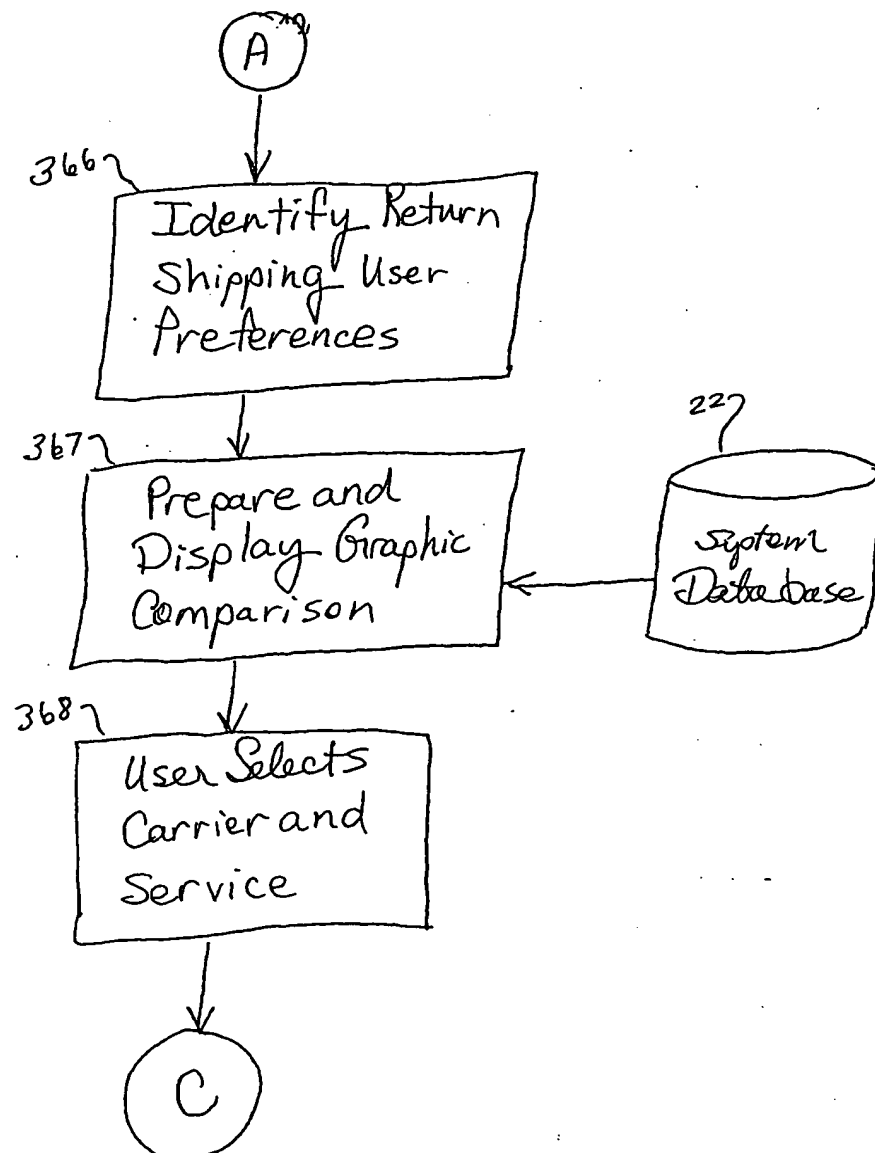 A
366
Identify Return
Shipping User
Preferences
367
Prepare and
Display Graphic
Comparison
22
System
Database
368
User Selects
Carrier and
Service
C